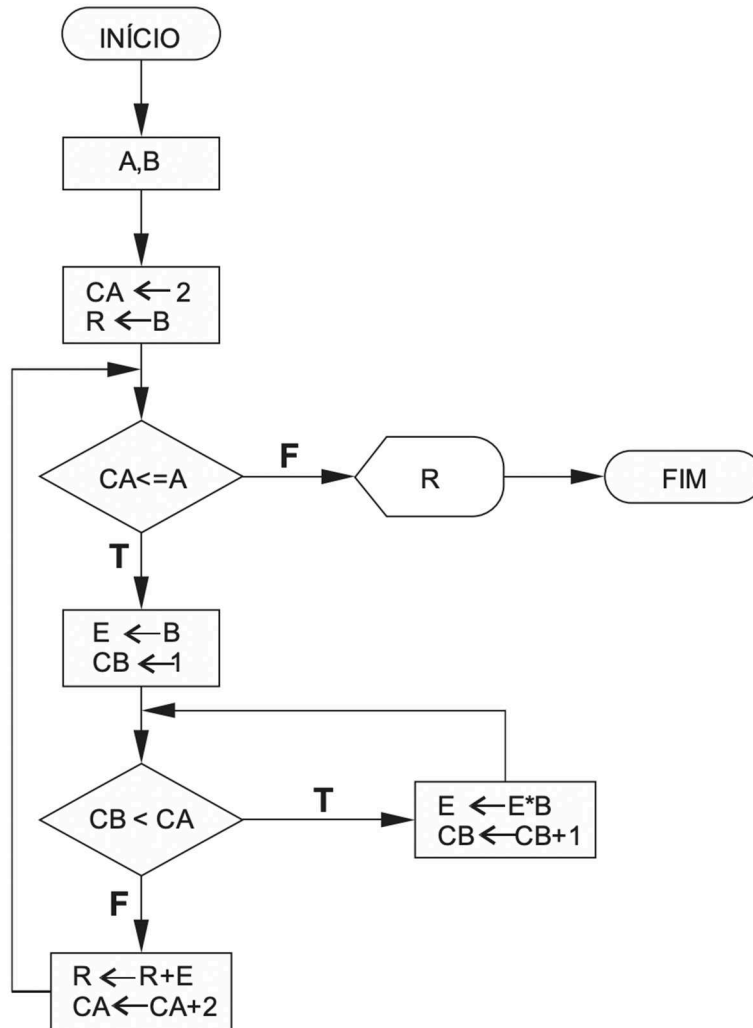 INÍCIO
A,B
CA ← 2
R ← B
CA<=A
F
R
FIM
T
E ← B
CB ← 1
CB < CA
T
E ← E*B
CB ← CB+1
F
R ← R+E
CA ← CA+2